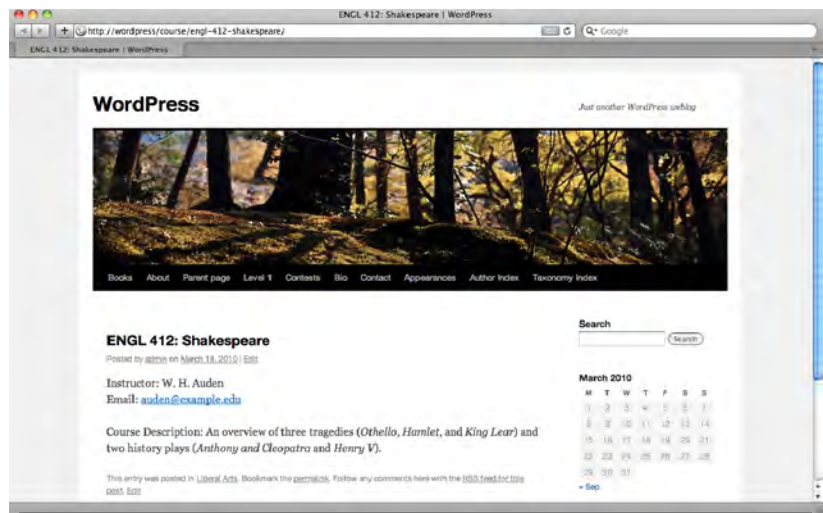 ENGL 412: Shakespeare | WordPress
http://wordpress/course/engl-412-shakespeare/
Google
ENGL 412: Shakespeare | WordPress
WordPress
Just another WordPress weblog
Books About Parent page Level 1 Contests Bio Contact Appearances Author Index Taxonomy Index
ENGL 412: Shakespeare
Posted by admin on March 18, 2010 | Edit
Instructor: W. H. Auden
Email: auden@example.edu
Course Description: An overview of three tragedies (Othello, Hamlet, and King Lear) and
two history plays (Anthony and Cleopatra and Henry V).
This entry was posted in Liberal Arts. Bookmark the permalink. Follow any comments here with the RSS feed for this
post. Edit
Search
Search
March 2010
M T W T F S S
1 2 3 4 5 6 7
8 9 10 11 12 13 14
15 16 17 18 19 20 21
22 23 24 25 26 27 28
29 30 31
« Sep